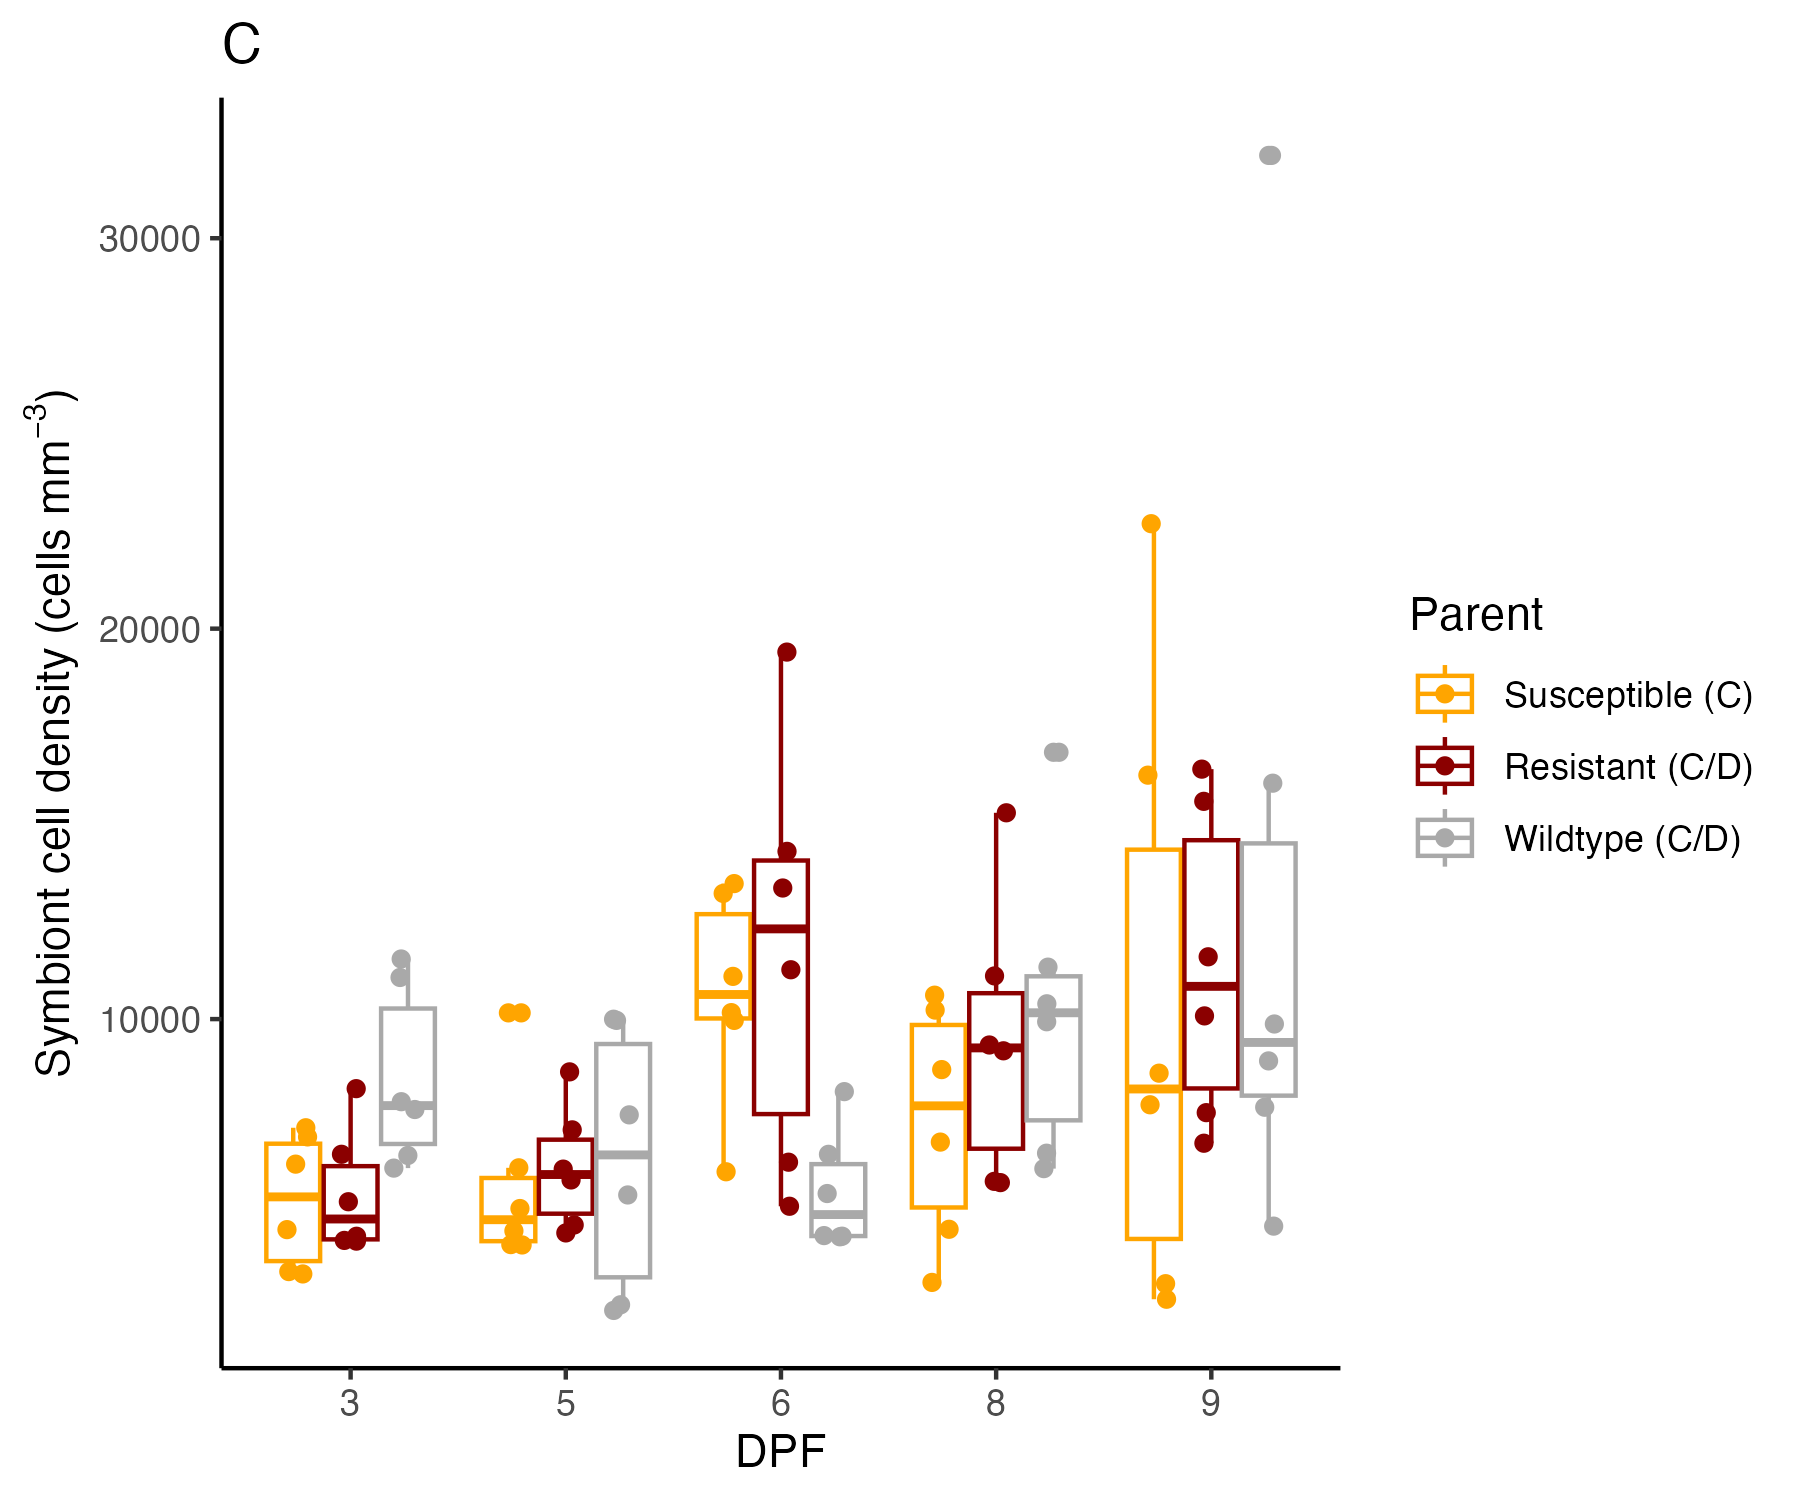 C
Symbiont cell density (cells mm⁻³)
30000
20000
10000
3 5 6 8 9
DPF
Parent
Susceptible (C)
Resistant (C/D)
Wildtype (C/D)